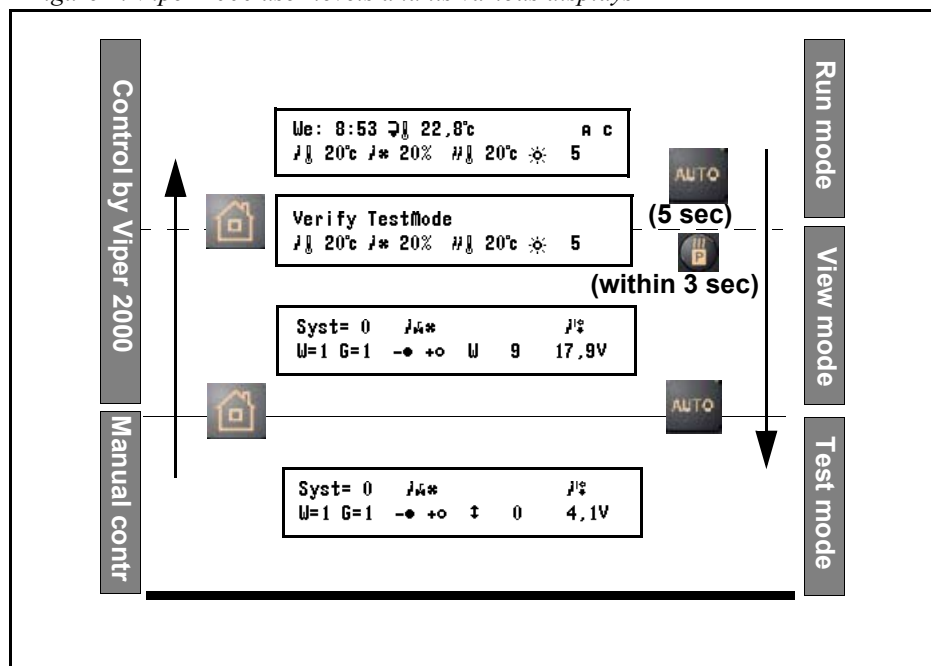 Control by Viper 2000
Manual contr
We: 8:53 22,8°c A C
20°c 20% 20°c 5
Verify TestMode
20°c 20% 20°c 5
AUTO
(5 sec)
P
(within 3 sec)
Syst= 0
W=1 G=1 -● +○ W 9 17,9V
AUTO
Syst= 0
W=1 G=1 -● +○ ↕ 0 4,1V
Run mode
View mode
Test mode